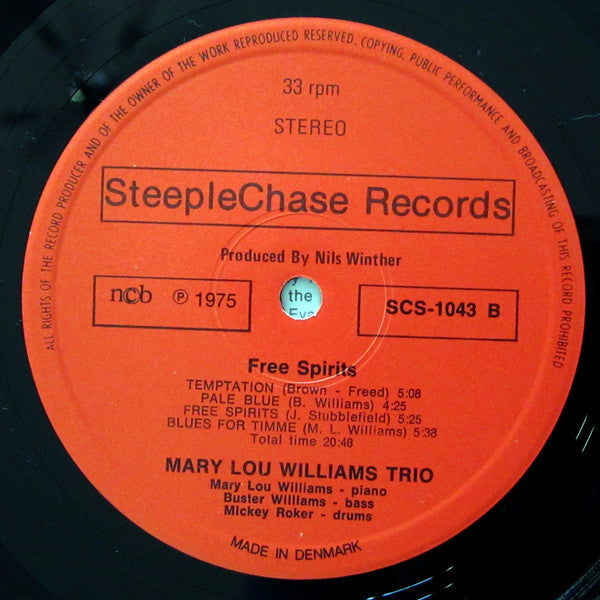 ALL RIGHTS OF THE RECORD PRODUCER AND OF THE OWNER OF THE WORK REPRODUCED RESERVED. COPYING, PUBLIC PERFORMANCE AND BROADCASTING OF THIS RECORD PROHIBITED
33 rpm
STEREO
SteepleChase Records
Produced By Nils Winther
ncb ℗ 1975
the
SCS-1043 B
Free Spirits
TEMPTATION (Brown - Freed) 5:08
PALE BLUE (B. Williams) 4:25
FREE SPIRITS (J. Stubblefield) 5:25
BLUES FOR TIMME (M. L. Williams) 5:38
Total time 20:48
MARY LOU WILLIAMS TRIO
Mary Lou Williams - piano
Buster Williams - bass
Mickey Roker - drums
MADE IN DENMARK